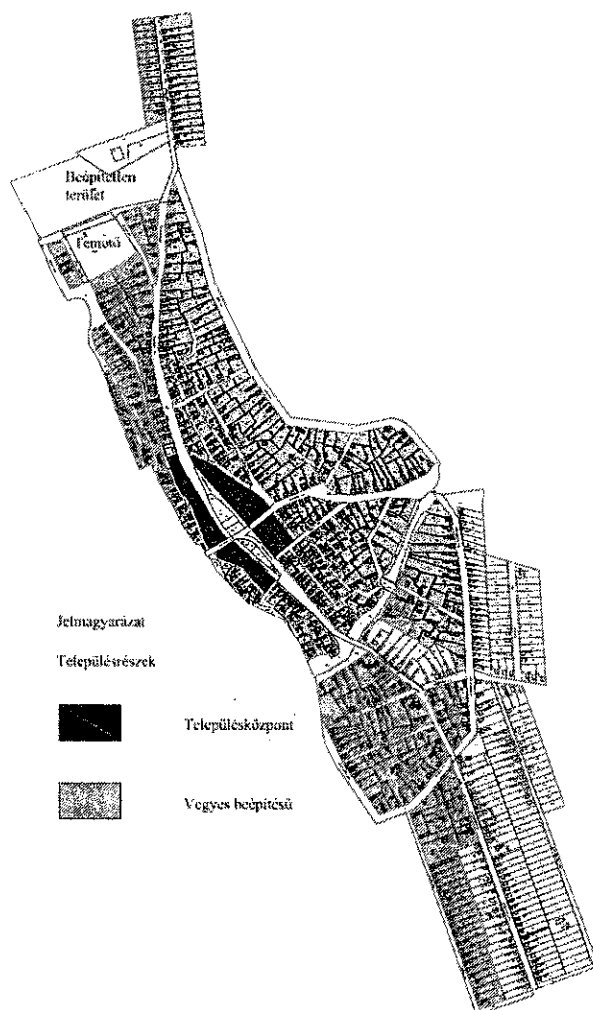 Beépítetlen
terület
Temető
Jelmagyarázat
Településrészek
Településközpont
Vegyes beépítésű